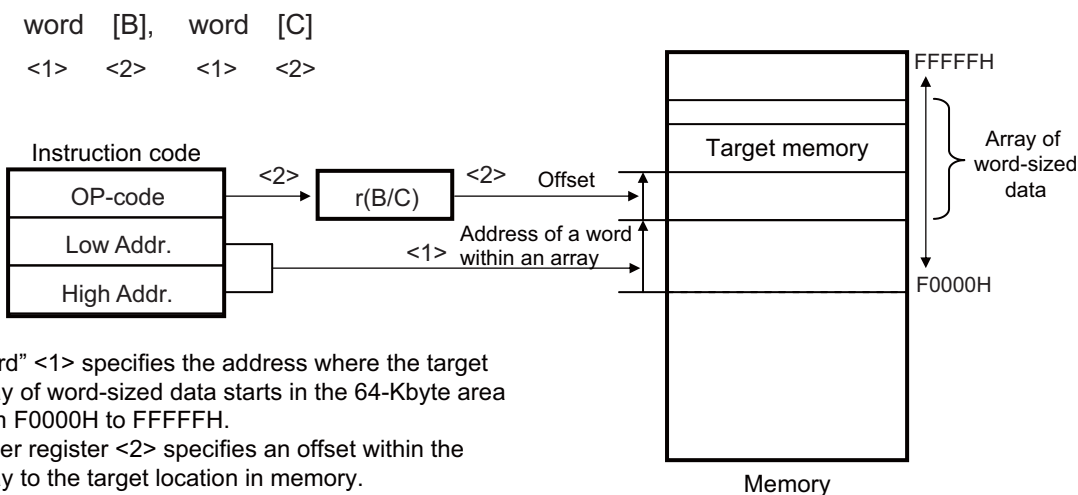 word [B], word [C]
<1> <2> <1> <2>
Instruction code
OP-code
Low Addr.
High Addr.
<2>
r(B/C)
<2>
Offset
<1>
Address of a word
within an array
FFFFFH
Target memory
Array of
word-sized
data
F0000H
Memory
<1> specifies the address where the target
of word-sized data starts in the 64-Kbyte area
F0000H to FFFFFH.
register <2> specifies an offset within the
to the target location in memory.